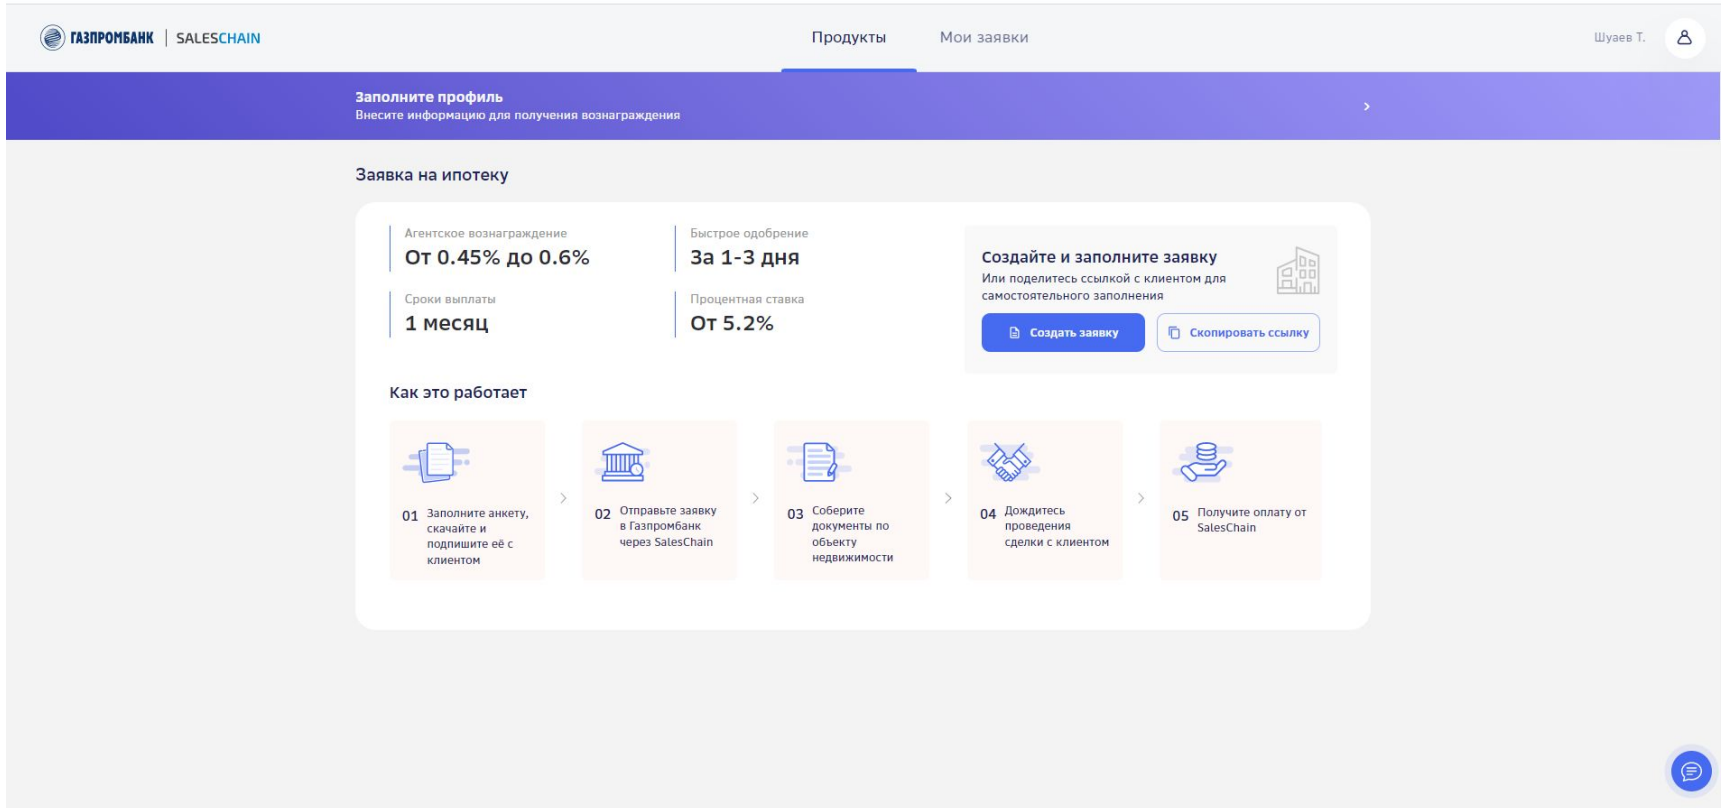 ГАЗПРОМБАНК | SALESCHAIN
Продукты
Мои заявки
Шуаев Т.
Заполните профиль
Внесите информацию для получения вознаграждения
Заявка на ипотеку
Агентское вознаграждение
От 0.45% до 0.6%
Быстрое одобрение
За 1-3 дня
Сроки выплаты
1 месяц
Процентная ставка
От 5.2%
Создайте и заполните заявку
Или поделитесь ссылкой с клиентом для
самостоятельного заполнения
Создать заявку
Скопировать ссылку
Как это работает
01 Заполните анкету,
скачайте и
подпишите её с
клиентом
02 Отправьте заявку
в Газпромбанк
через SalesChain
03 Соберите
документы по
объекту
недвижимости
04 Дождитесь
проведения
сделки с клиентом
05 Получите оплату от
SalesChain